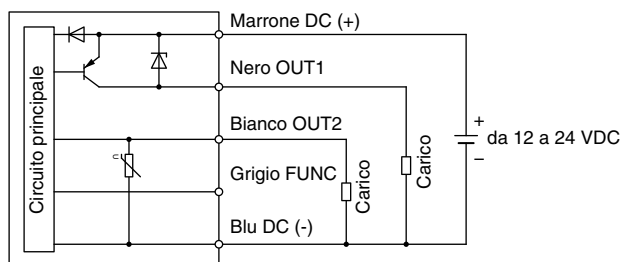 Marrone DC (+)
Nero OUT1
Bianco OUT2
Grigio FUNC
Blu DC (-)
Circuito principale
Carico
Carico
+
da 12 a 24 VDC
−